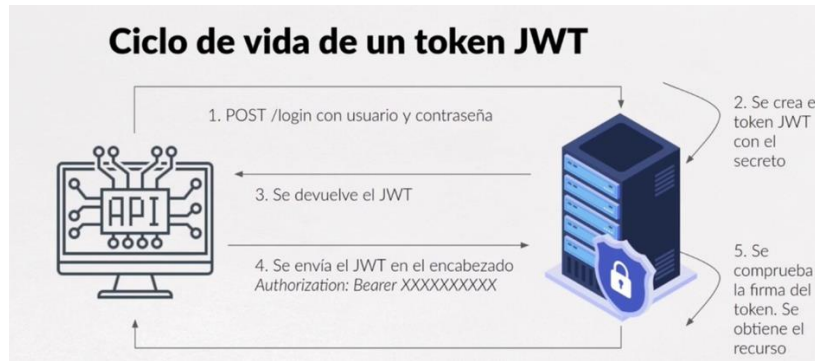 Ciclo de vida de un token JWT
1. POST /login con usuario y contraseña
2. Se crea e
token JWT
con el
secreto
3. Se devuelve el JWT
API
4. Se envía el JWT en el encabezado
Authorization: Bearer XXXXXXXXXX
5. Se
comprueba
la firma del
token. Se
obtiene el
recurso